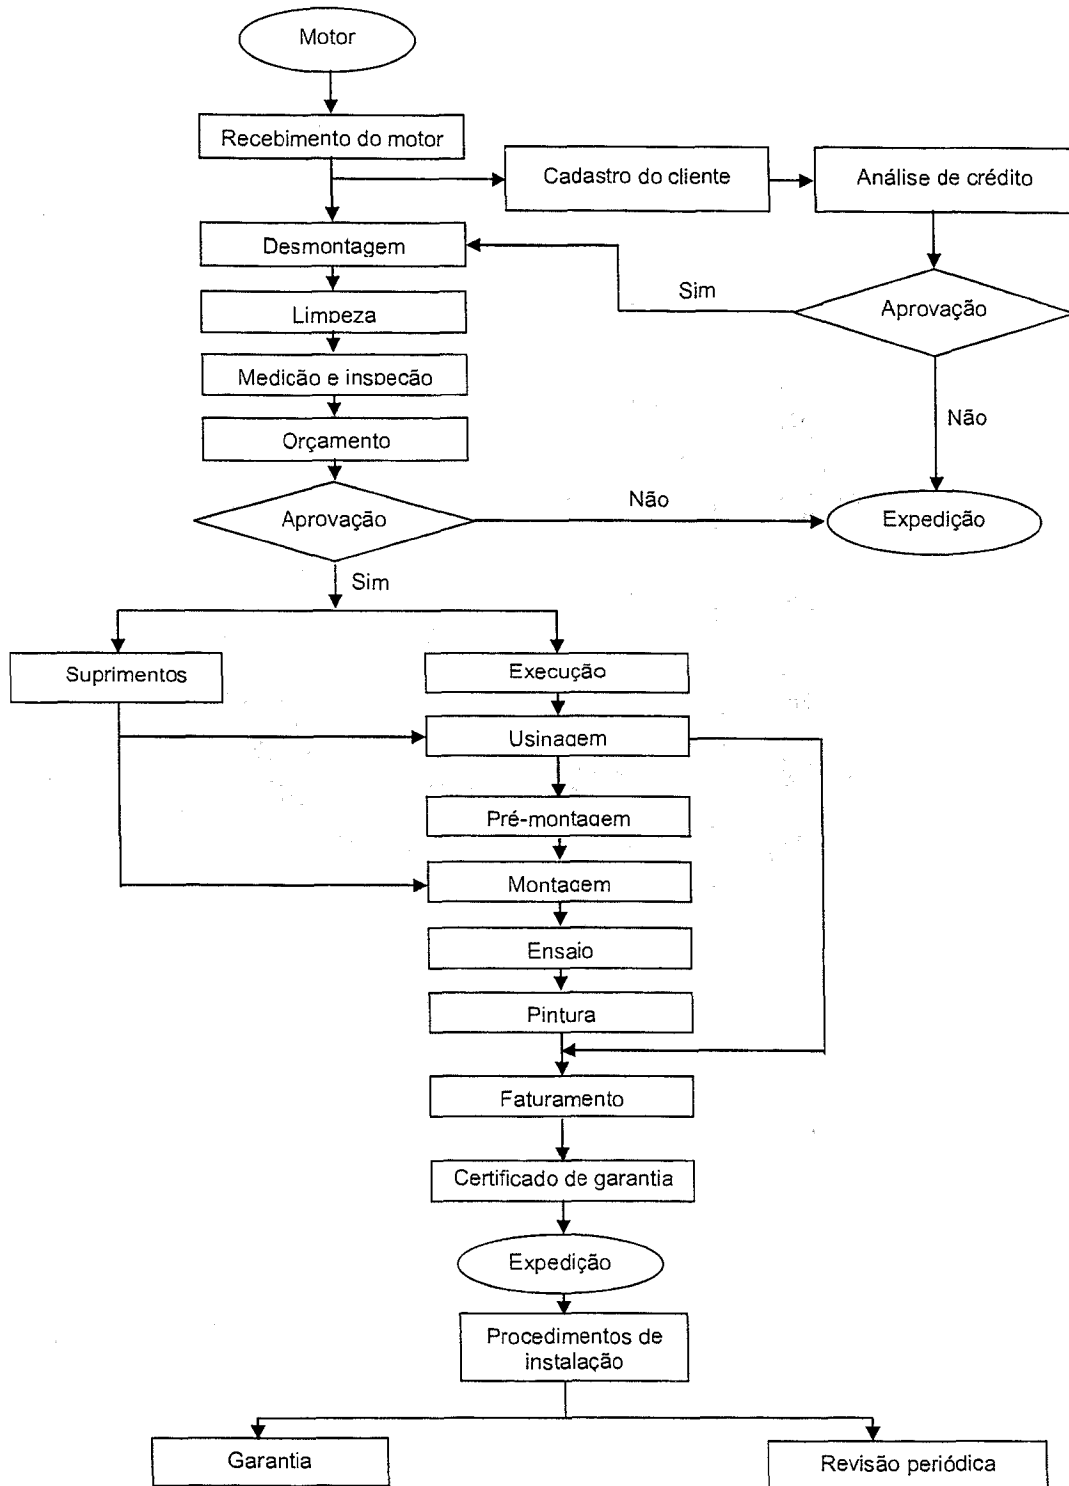 Motor
Recebimento do motor
Cadastro do cliente
Análise de crédito
Desmontagem
Sim
Aprovação
Limpeza
Medição e inspeção
Não
Orçamento
Aprovação
Não
Expedição
Sim
Suprimentos
Execução
Usinagem
Pré-montagem
Montagem
Ensaio
Pintura
Faturamento
Certificado de garantia
Expedição
Procedimentos de
instalação
Garantia
Revisão periódica